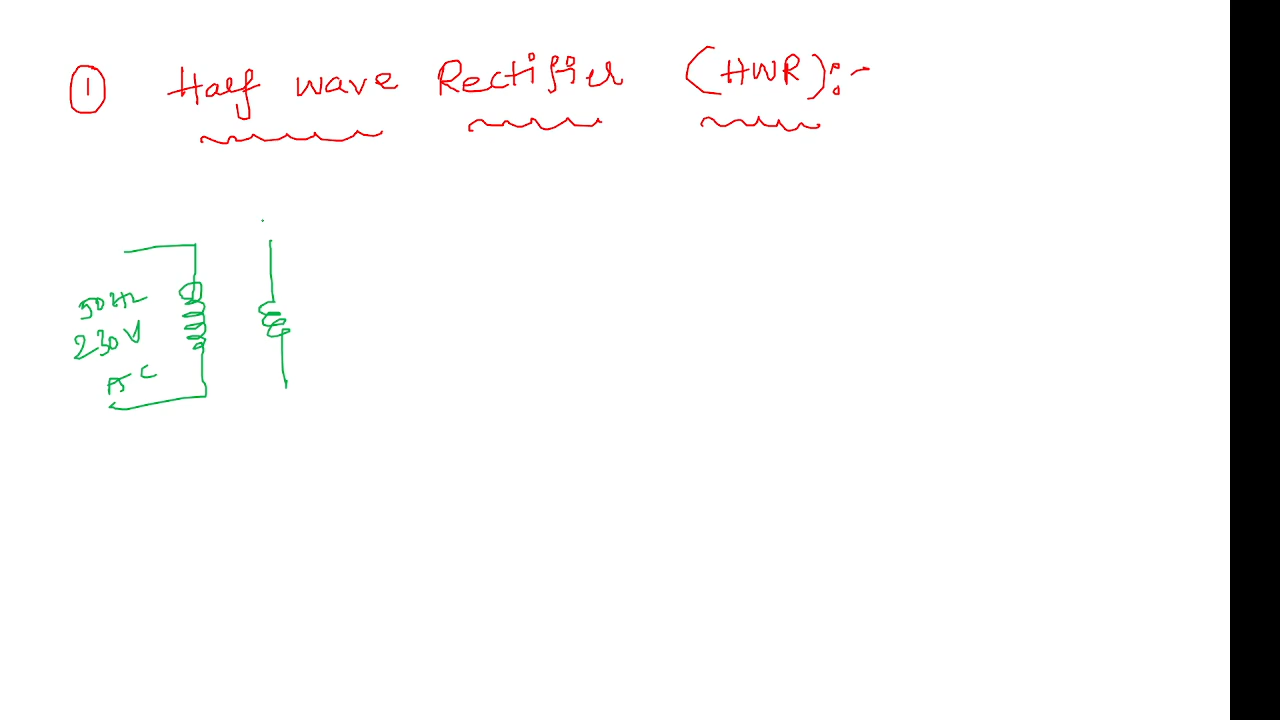 ① Half wave Rectifier (HWR):-
50Hz
230V
AC